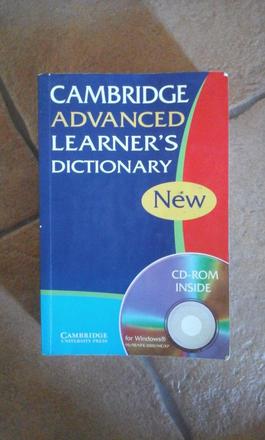 CAMBRIDGE
ADVANCED
LEARNER'S
DICTIONARY
New
CD-ROM
INSIDE
for Windows®
CAMBRIDGE
UNIVERSITY PRESS